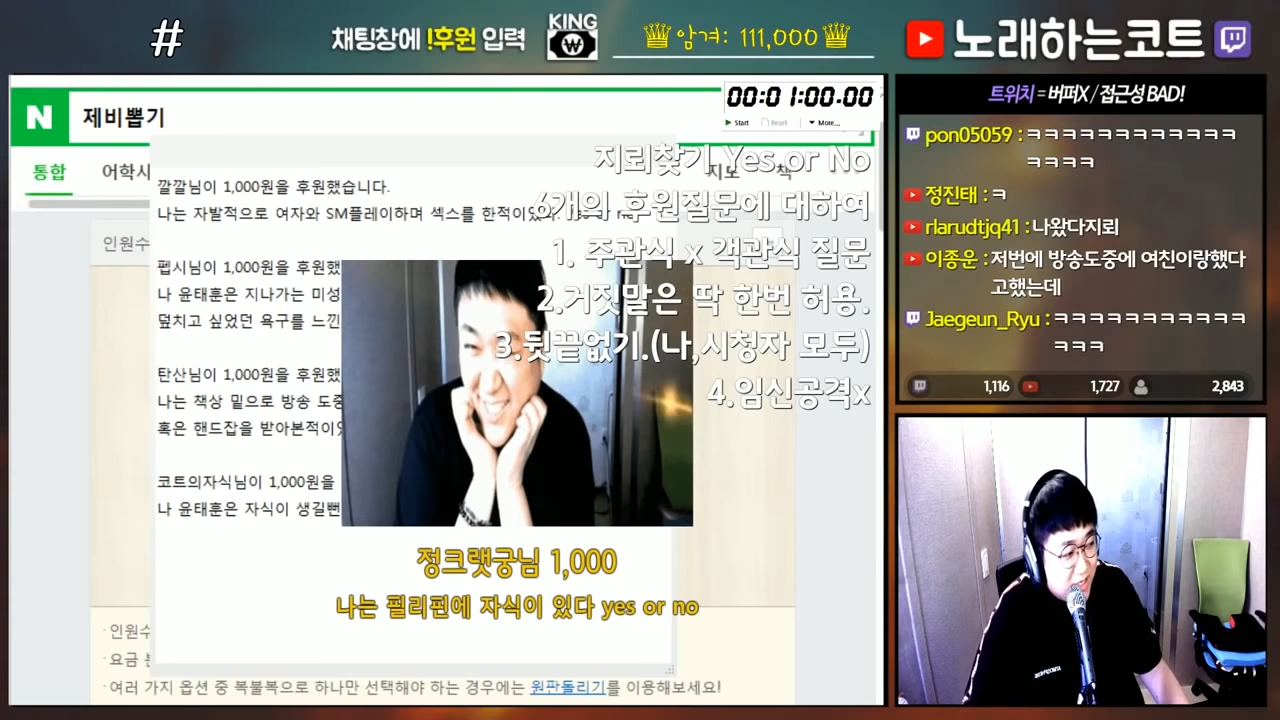 #
채팅창에 !후원 입력
KING
₩
암겨: 111,000
노래하는코트
N
제비뽑기
00:01:00.00
Start
Reset
More...
통합
어학사
책
트위치 = 버퍼X / 접근성 BAD!
pon05059 : ㅋㅋㅋㅋㅋㅋㅋㅋㅋㅋㅋㅋ
ㅋㅋㅋㅋ
정진태 : ㅋ
rlarudtjq41 : 나왔다지뢰
이종운 : 저번에 방송도중에 여친이랑했다
고했는데
Jaegeun_Ryu : ㅋㅋㅋㅋㅋㅋㅋㅋㅋㅋㅋ
ㅋㅋㅋ
1,116
1,727
2,843
지뢰찾기 Yes or No
6개의 후원질문에 대하여
1. 주관식 x 객관식 질문
2.거짓말은 딱 한번 허용.
3.뒷끝없기.(나,시청자 모두)
4.임신공격x
인원수
깔깔님이 1,000원을 후원했습니다.
나는 자발적으로 여자와 SM플레이하며 섹스를 한적이
펩시님이 1,000원을 후원했
나 윤태훈은 지나가는 미성
덮치고 싶었던 욕구를 느낀
탄산님이 1,000원을 후원했
나는 책상 밑으로 방송 도중
혹은 핸드잡을 받아본적이
코트의자식님이 1,000원을
나 윤태훈은 자식이 생길뻔
정크랫궁님 1,000
나는 필리핀에 자식이 있다 yes or no
·인원수
·요금
·여러 가지 옵션 중 복불복으로 하나만 선택해야 하는 경우에는 원판돌리기를 이용해보세요!